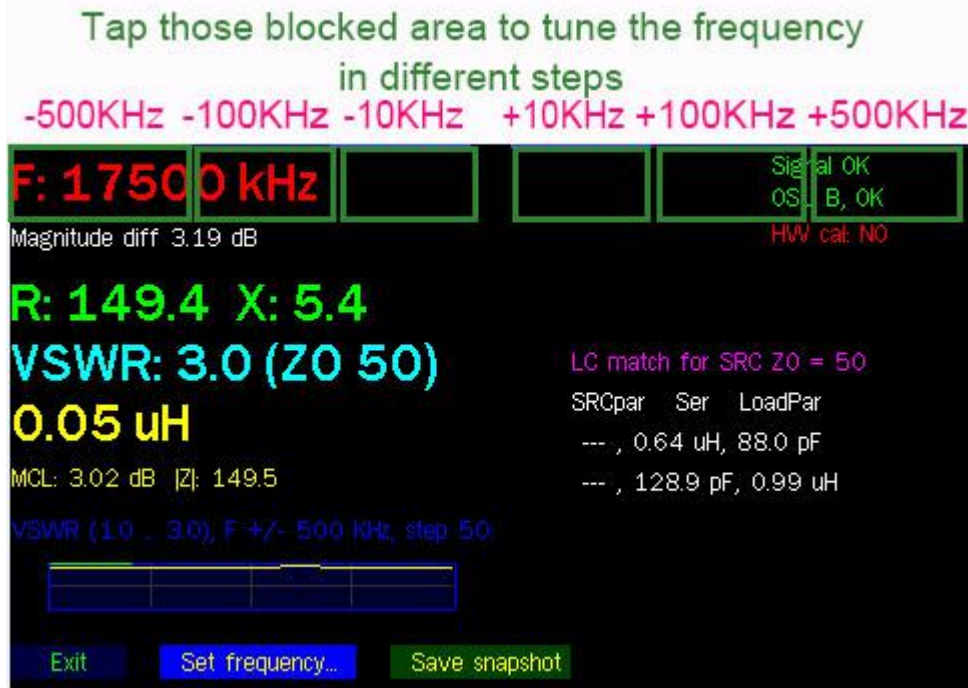 Tap those blocked area to tune the frequency
in different steps
-500KHz -100KHz -10KHz +10KHz +100KHz +500KHz
F: 17500 kHz
Signal OK
OSL B, OK
Magnitude diff 3.19 dB
HW cal: NO
R: 149.4 X: 5.4
VSWR: 3.0 (Z0 50)
LC match for SRC Z0 = 50
SRCpar Ser LoadPar
0.05 uH
--- , 0.64 uH, 88.0 pF
MCL: 3.02 dB |Z|: 149.5
--- , 128.9 pF, 0.99 uH
VSWR (1.0 .. 3.0), F +/- 500 KHz, step 50
Exit
Set frequency...
Save snapshot